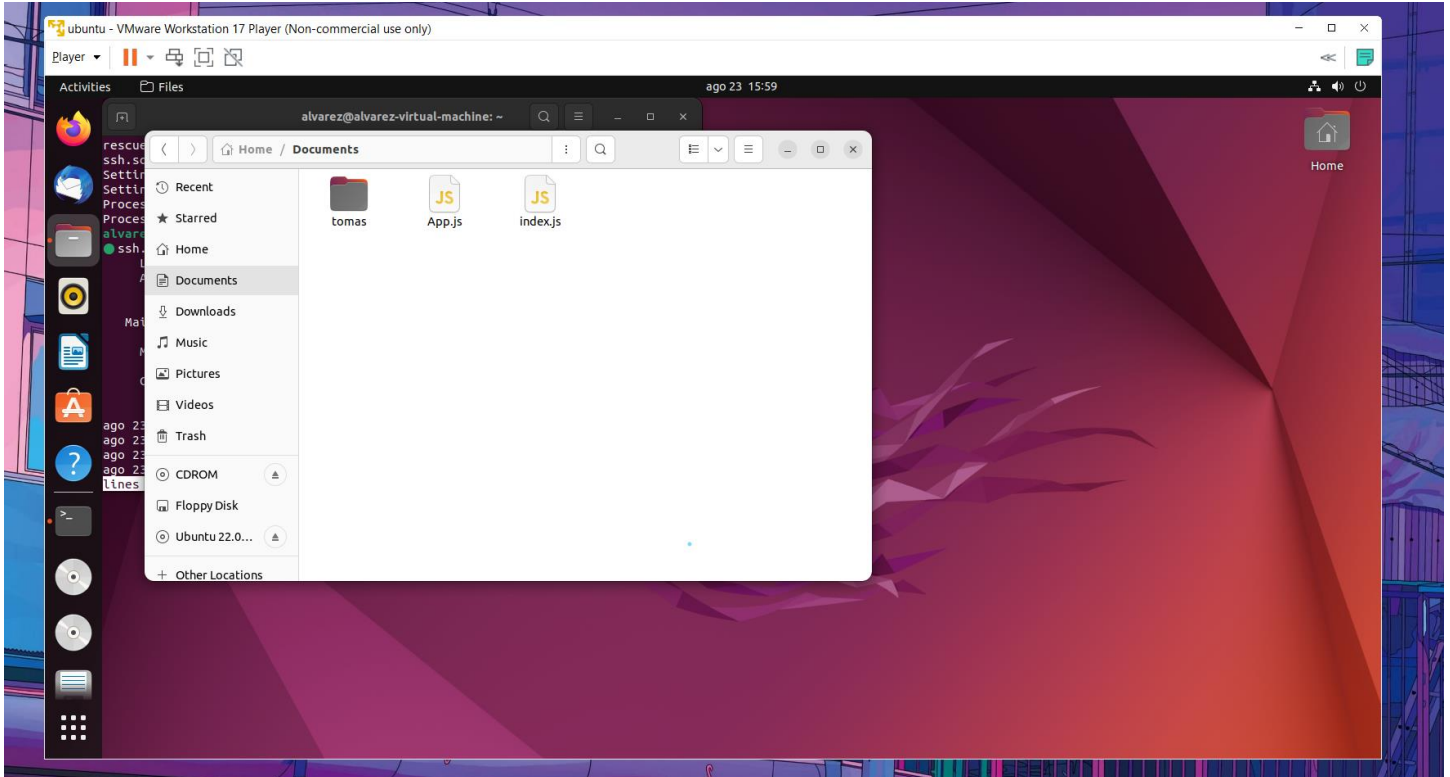 ubuntu - VMware Workstation 17 Player (Non-commercial use only)
Player
Activities Files ago 23 15:59
alvarez@alvarez-virtual-machine: ~
rescue
ssh.so
Settin
Settin
Proces
Proces
alvare
ssh.
Mai
ago 23
ago 23
ago 23
ago 23
lines
Home / Documents
Recent
Starred
Home
Documents
Downloads
Music
Pictures
Videos
Trash
CDROM
Floppy Disk
Ubuntu 22.0...
Other Locations
JS
JS
tomas App.js index.js
Home